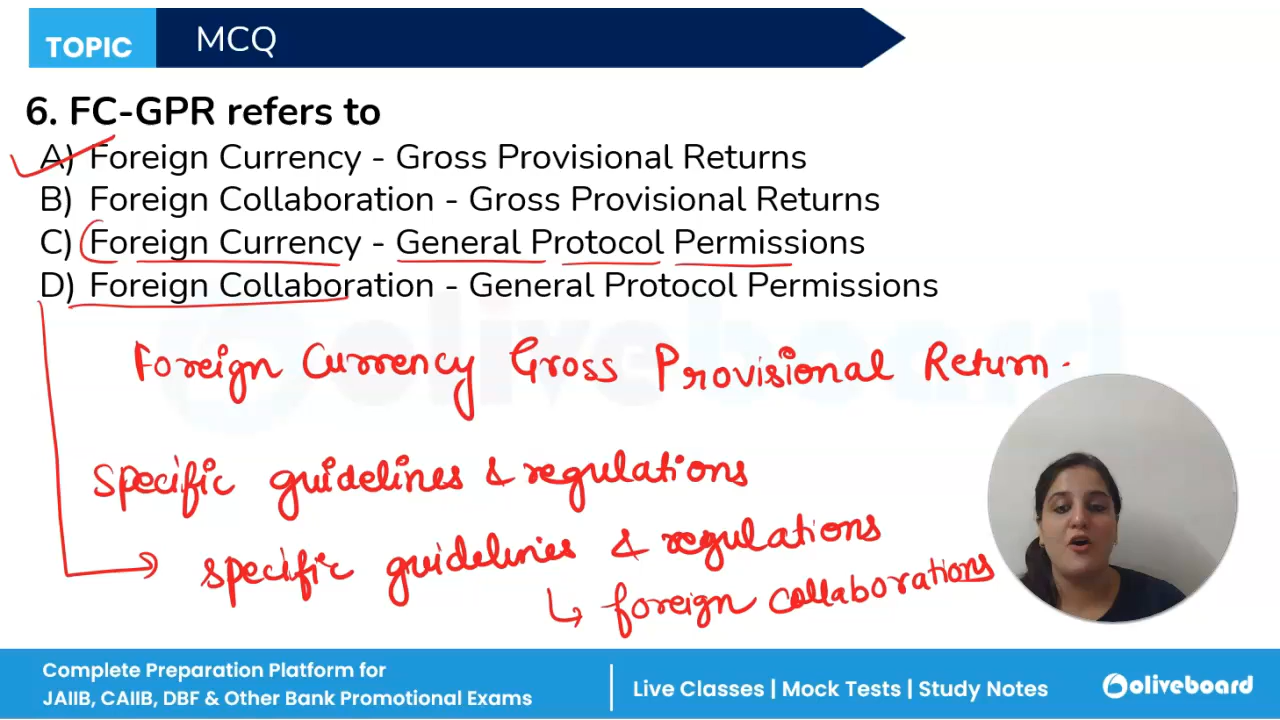 TOPIC MCQ
6. FC-GPR refers to
A) Foreign Currency - Gross Provisional Returns
B) Foreign Collaboration - Gross Provisional Returns
C) Foreign Currency - General Protocol Permissions
D) Foreign Collaboration - General Protocol Permissions
oliveboard
Foreign Currency Gross Provisional Return.
Specific guidelines & regulations
specific guidelines & regulations
foreign collaborations
Complete Preparation Platform for
JAIIB, CAIIB, DBF & Other Bank Promotional Exams
Live Classes | Mock Tests | Study Notes
oliveboard